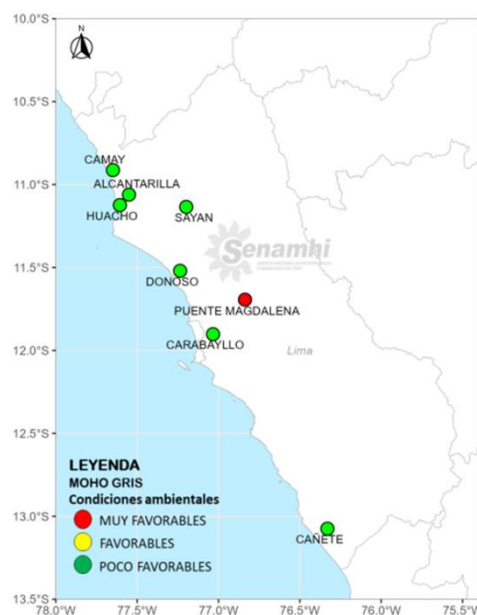 10.0°S
N
10.5°S
CAMAY
11.0°S
ALCANTARILLA
HUACHO
SAYAN
Senamhi
11.5°S
DONOSO
PUENTE MAGDALENA
CARABAYLLO
12.0°S
Lima
12.5°S
LEYENDA
MOHO GRIS
Condiciones ambientales
MUY FAVORABLES
FAVORABLES
POCO FAVORABLES
13.0°S
CAÑETE
13.5°S
78.0°W
77.5°W
77.0°W
76.5°W
76.0°W
75.5°W